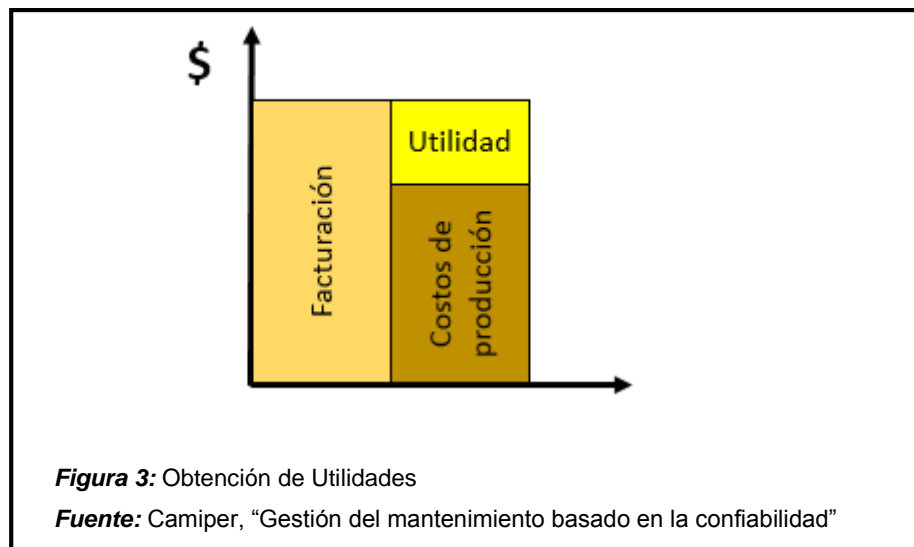 $
Facturación
Utilidad
Costos de
producción
Figura 3: Obtención de Utilidades
Fuente: Camiper, “Gestión del mantenimiento basado en la confiabilidad”